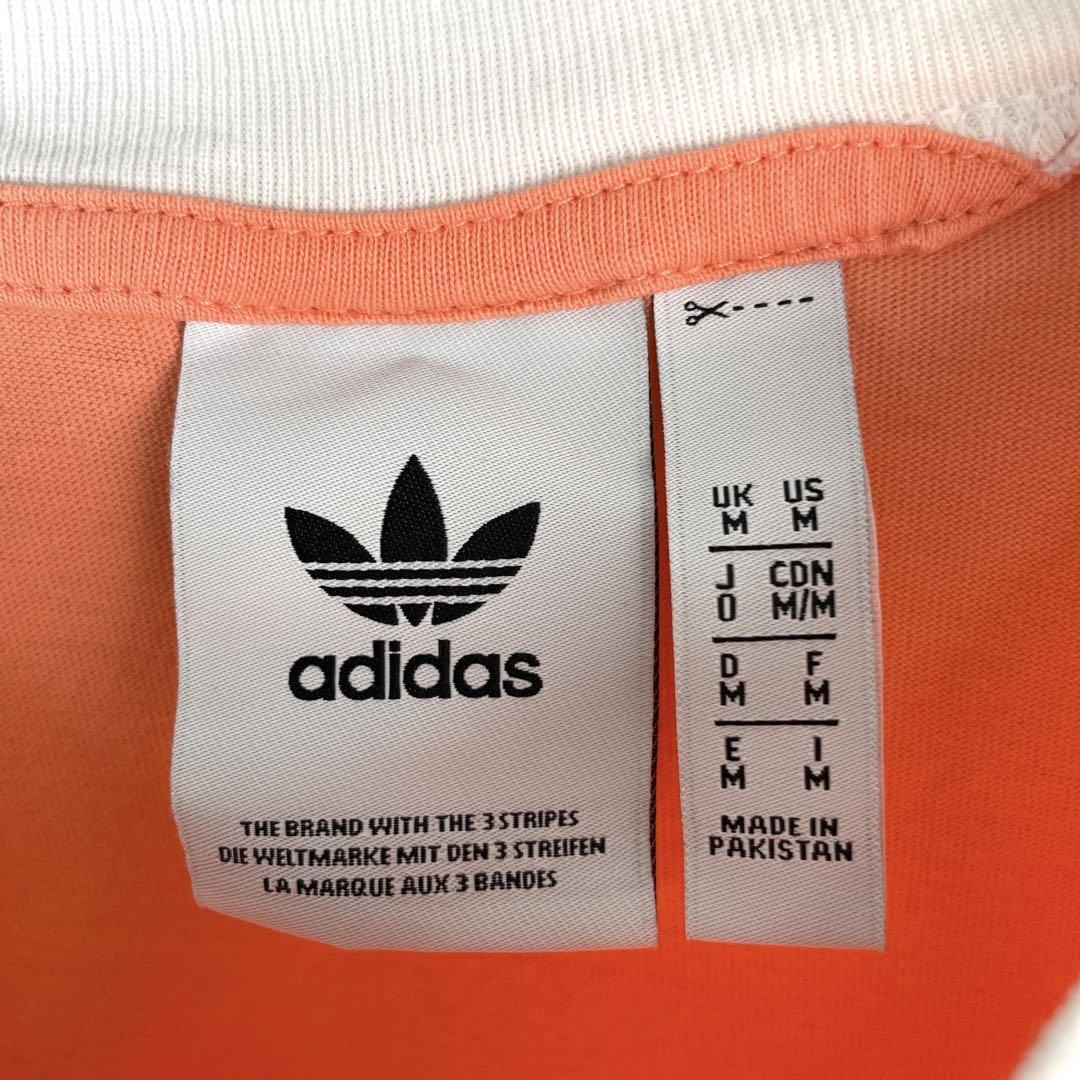 adidas
THE BRAND WITH THE 3 STRIPES
DIE WELTMARKE MIT DEN 3 STREIFEN
LA MARQUE AUX 3 BANDES
UK US
M M
J CDN
O M/M
D F
M M
E I
M M
MADE IN
PAKISTAN